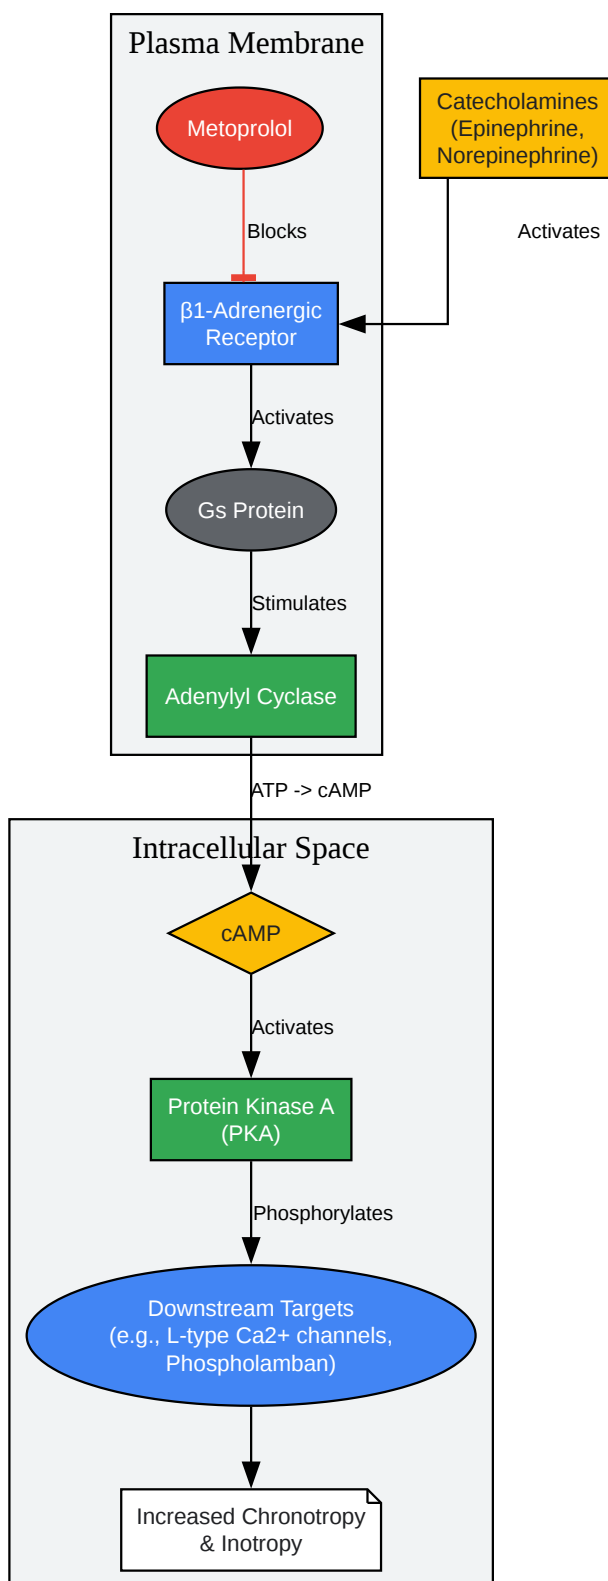 Plasma Membrane
Metoprolol
Catecholamines
(Epinephrine,
Norepinephrine)
Blocks
Activates
β1-Adrenergic
Receptor
Activates
Gs Protein
Stimulates
Adenylyl Cyclase
ATP -> cAMP
Intracellular Space
cAMP
Activates
Protein Kinase A
(PKA)
Phosphorylates
Downstream Targets
(e.g., L-type Ca2+ channels,
Phospholamban)
Increased Chronotropy
& Inotropy